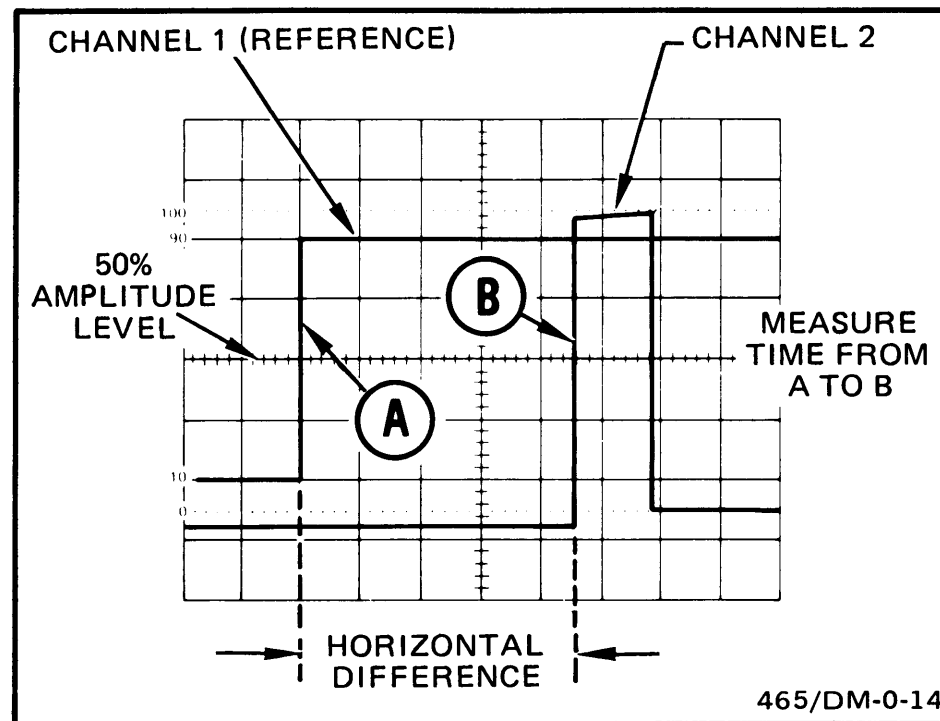 CHANNEL 1 (REFERENCE)
CHANNEL 2
100
90
50%
AMPLITUDE
LEVEL
B
MEASURE
TIME FROM
A TO B
A
10
0
HORIZONTAL
DIFFERENCE
465/DM-0-14